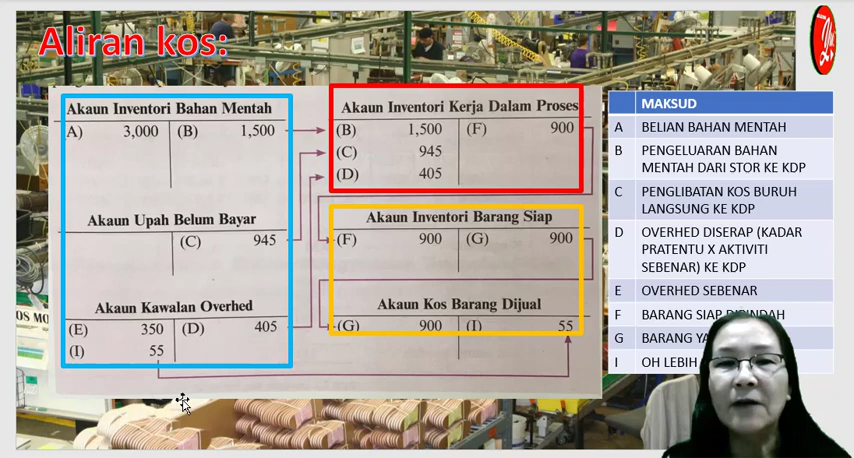 Aliran kos:
Akaun Inventori Bahan Mentah
A) 3,000 (B) 1,500
Akaun Upah Belum Bayar
(C) 945
Akaun Kawalan Overhed
(E) 350 (D) 405
(I) 55
Akaun Inventori Kerja Dalam Proses
(B) 1,500 (F) 900
(C) 945
(D) 405
Akaun Inventori Barang Siap
(F) 900 (G) 900
Akaun Kos Barang Dijual
(G) 900 (I) 55
MAKSUD
A BELIAN BAHAN MENTAH
B PENGELUARAN BAHAN
MENTAH DARI STOR KE KDP
C PENGLIBATAN KOS BURUH
LANGSUNG KE KDP
D OVERHED DISERAP (KADAR
PRATENTU X AKTIVITI
SEBENAR) KE KDP
E OVERHED SEBENAR
F BARANG SIAP
G BARANG
I OH LEBIH